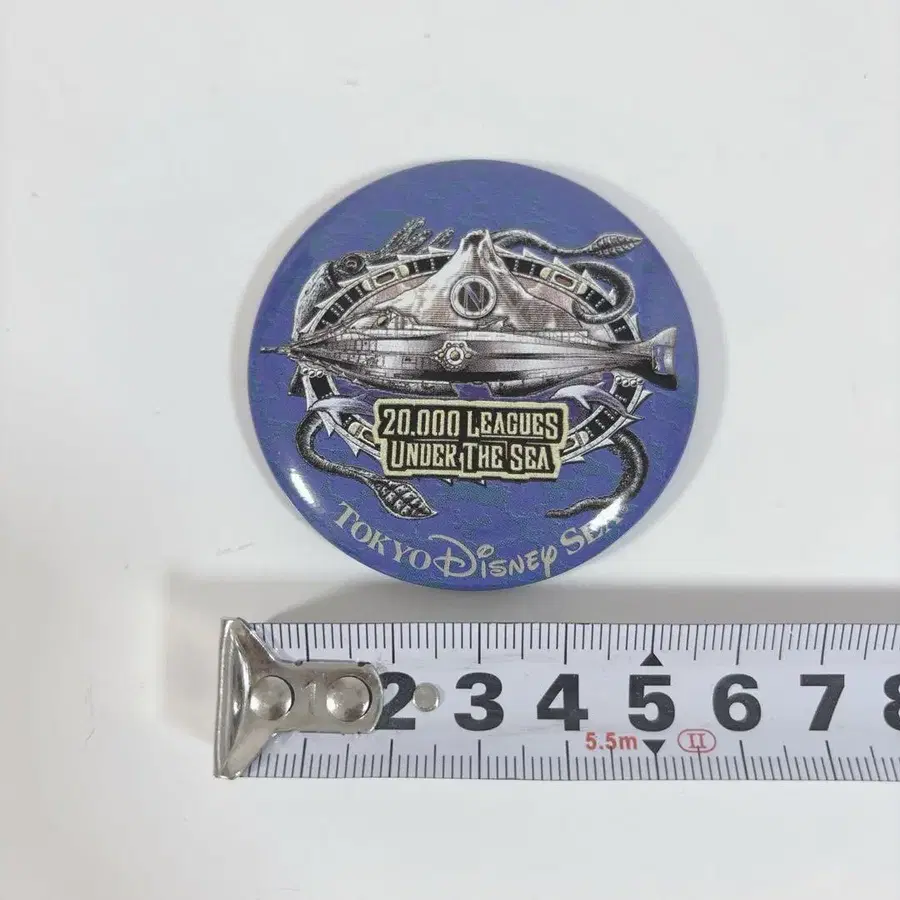 N
20,000 LEAGUES
UNDER THE SEA
TOKYO DISNEY SEA
1 2 3 4 5 6 7 8
5.5m II